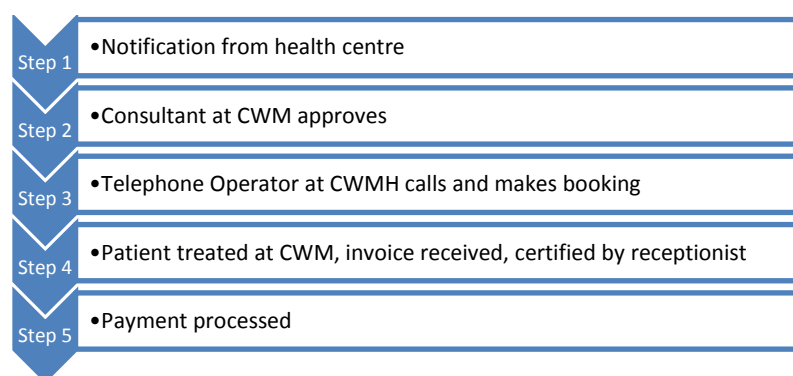 Step 1
•Notification from health centre
Step 2
•Consultant at CWM approves
Step 3
•Telephone Operator at CWMH calls and makes booking
Step 4
•Patient treated at CWM, invoice received, certified by receptionist
Step 5
•Payment processed